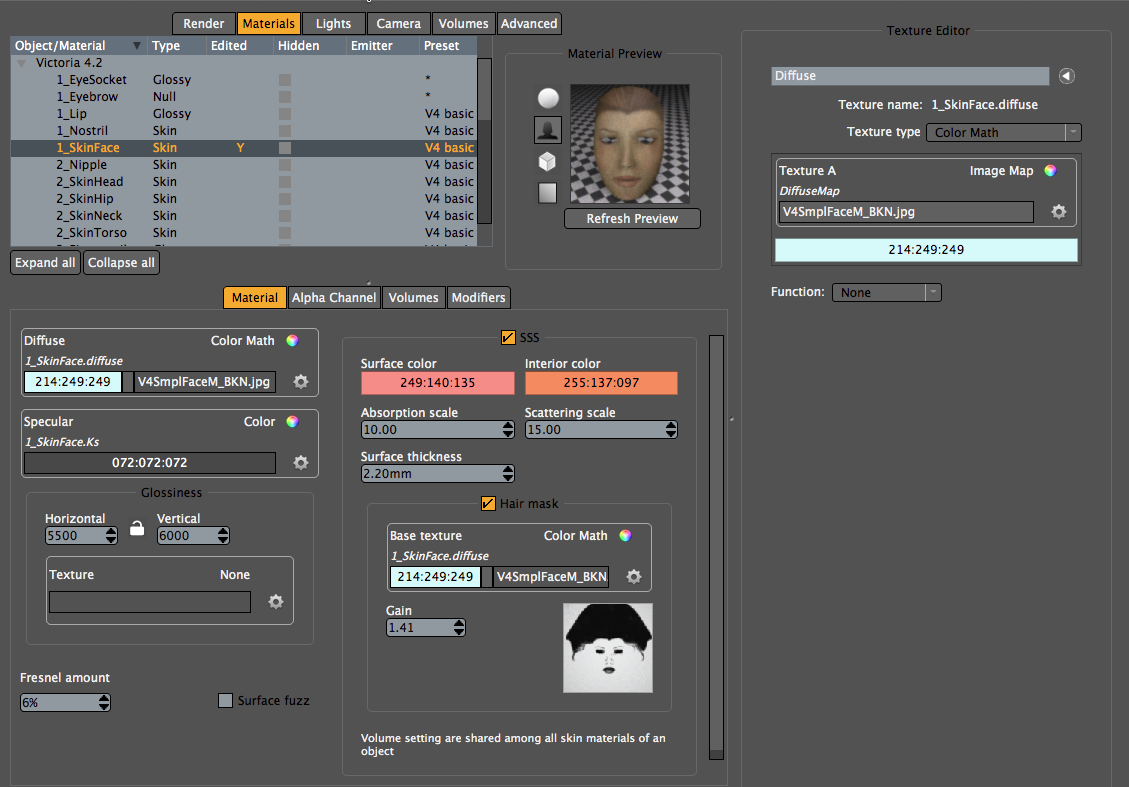 Render Materials Lights Camera Volumes Advanced
Object/Material Type Edited Hidden Emitter Preset
Victoria 4.2
1_EyeSocket Glossy *
1_Eyebrow Null *
1_Lip Glossy V4 basic
1_Nostril Skin V4 basic
1_SkinFace Skin Y V4 basic
2_Nipple Skin V4 basic
2_SkinHead Skin V4 basic
2_SkinHip Skin V4 basic
2_SkinNeck Skin V4 basic
2_SkinTorso Skin V4 basic
Expand all Collapse all
Material Preview
Refresh Preview
Material Alpha Channel Volumes Modifiers
Diffuse Color Math
1_SkinFace.diffuse
214:249:249 V4SmplFaceM_BKN.jpg
Specular Color
1_SkinFace.Ks
072:072:072
Glossiness
Horizontal Vertical
5500 6000
Texture None
Fresnel amount
6%
Surface fuzz
SSS
Surface color Interior color
249:140:135 255:137:097
Absorption scale Scattering scale
10.00 15.00
Surface thickness
2.20mm
Hair mask
Base texture Color Math
1_SkinFace.diffuse
214:249:249 V4SmplFaceM_BKN
Gain
1.41
Volume setting are shared among all skin materials of an
object
Texture Editor
Diffuse
Texture name: 1_SkinFace.diffuse
Texture type Color Math
Texture A Image Map
DiffuseMap
V4SmplFaceM_BKN.jpg
214:249:249
Function: None